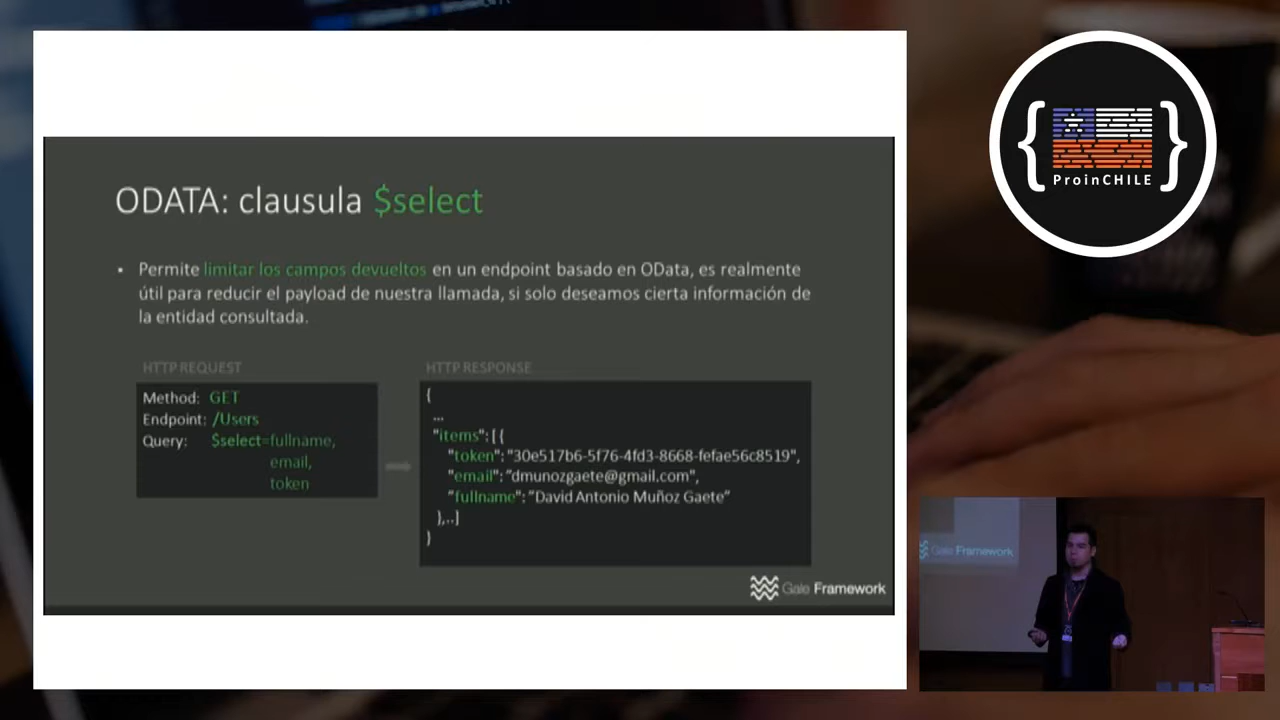 ODATA: clausula $select
• Permite limitar los campos devueltos en un endpoint basado en OData, es realmente
útil para reducir el payload de nuestra llamada, si solo deseamos cierta información de
la entidad consultada.
HTTP REQUEST
Method: GET
Endpoint: /Users
Query: $select=fullname,
email,
token
HTTP RESPONSE
{
...
"items":[{
"token":"30e517b6-5f76-4fd3-8668-fefae56c8519",
"email":"dmunozgaete@gmail.com",
"fullname":"David Antonio Muñoz Gaete"
},..]
}
Gale Framework
{ }
ProinCHILE
Gale Framework